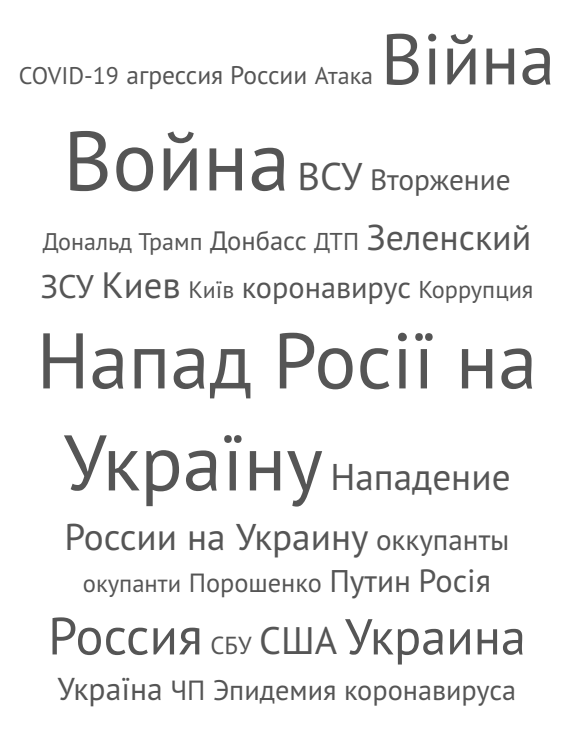 COVID-19 агрессия России Атака Війна
Война ВСУ Вторжение
Дональд Трамп Донбасс ДТП Зеленский
ЗСУ Киев Київ коронавирус Коррупция
Напад Росії на
Україну Нападение
России на Украину оккупанты
окупанти Порошенко Путин Росія
Россия СБУ США Украина
Україна ЧП Эпидемия коронавируса